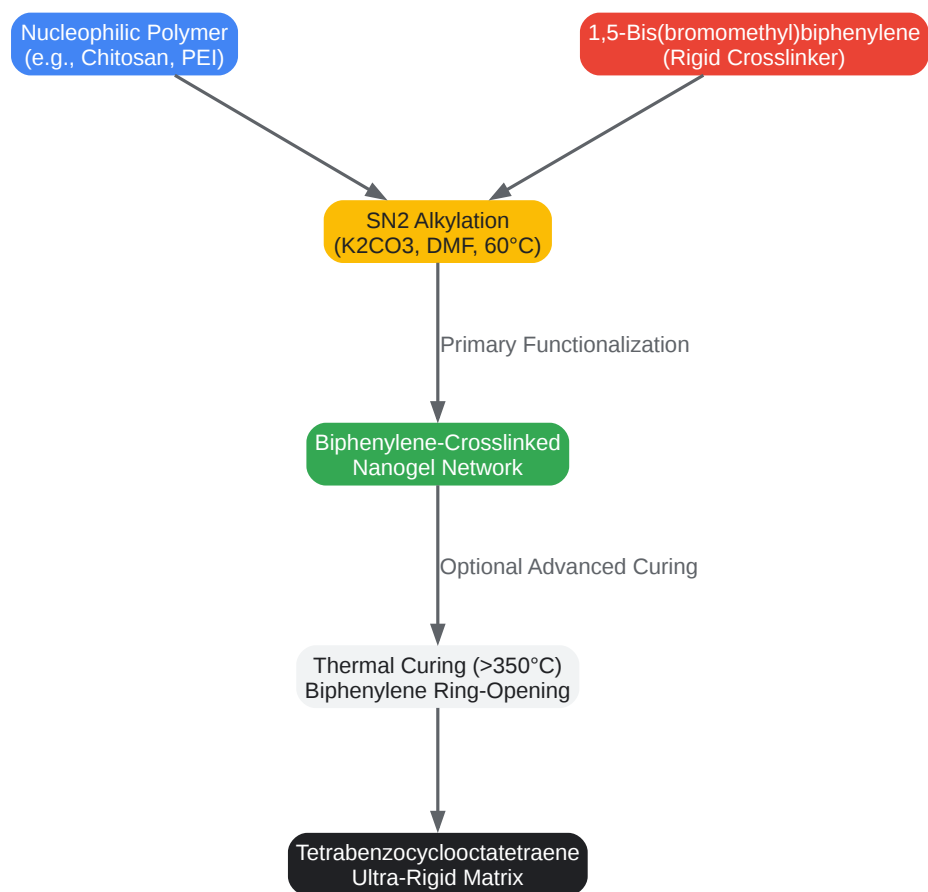 Nucleophilic Polymer
(e.g., Chitosan, PEI)
1,5-Bis(bromomethyl)biphenylene
(Rigid Crosslinker)
SN2 Alkylation
(K2CO3, DMF, 60°C)
Primary Functionalization
Biphenylene-Crosslinked
Nanogel Network
Optional Advanced Curing
Thermal Curing (>350°C)
Biphenylene Ring-Opening
Tetrabenzocyclooctatetraene
Ultra-Rigid Matrix